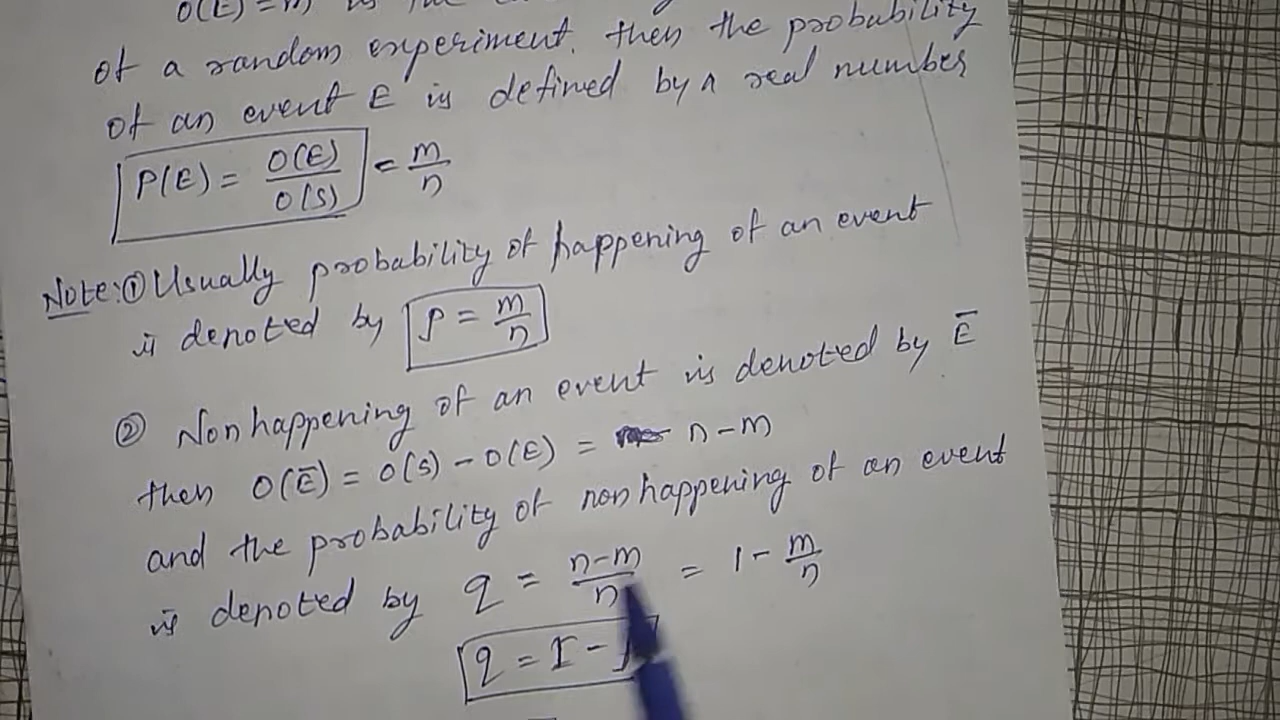 O(E) = m is the
of a random experiment. then the probability
of an event E is defined by a real number
P(E) = O(E)/O(S) = m/n
Note: ① Usually probability of happening of an event
is denoted by P = m/n
② Non happening of an event is denoted by Ē
then O(Ē) = O(S) - O(E) = n-m
and the probability of non happening of an event
is denoted by q = n-m/n = 1 - m/n
q = 1 -